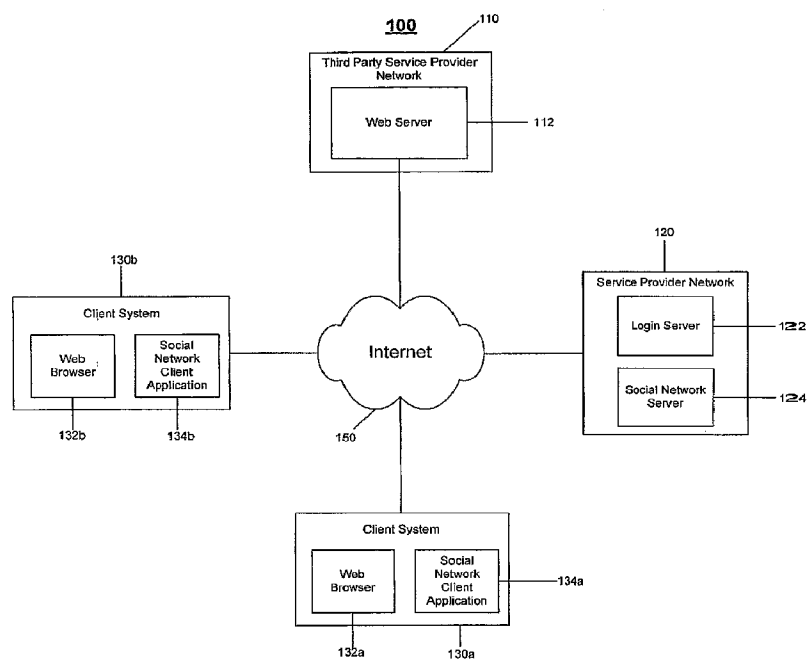 100
110
Third Party Service Provider
Network
Web Server
112
130b
120
Client System
Service Provider Network
Web
Browser
Social
Network
Client
Application
Internet
Login Server
122
Social Network
Server
124
132b
134b
150
Client System
Web
Browser
Social
Network
Client
Application
134a
132a
130a